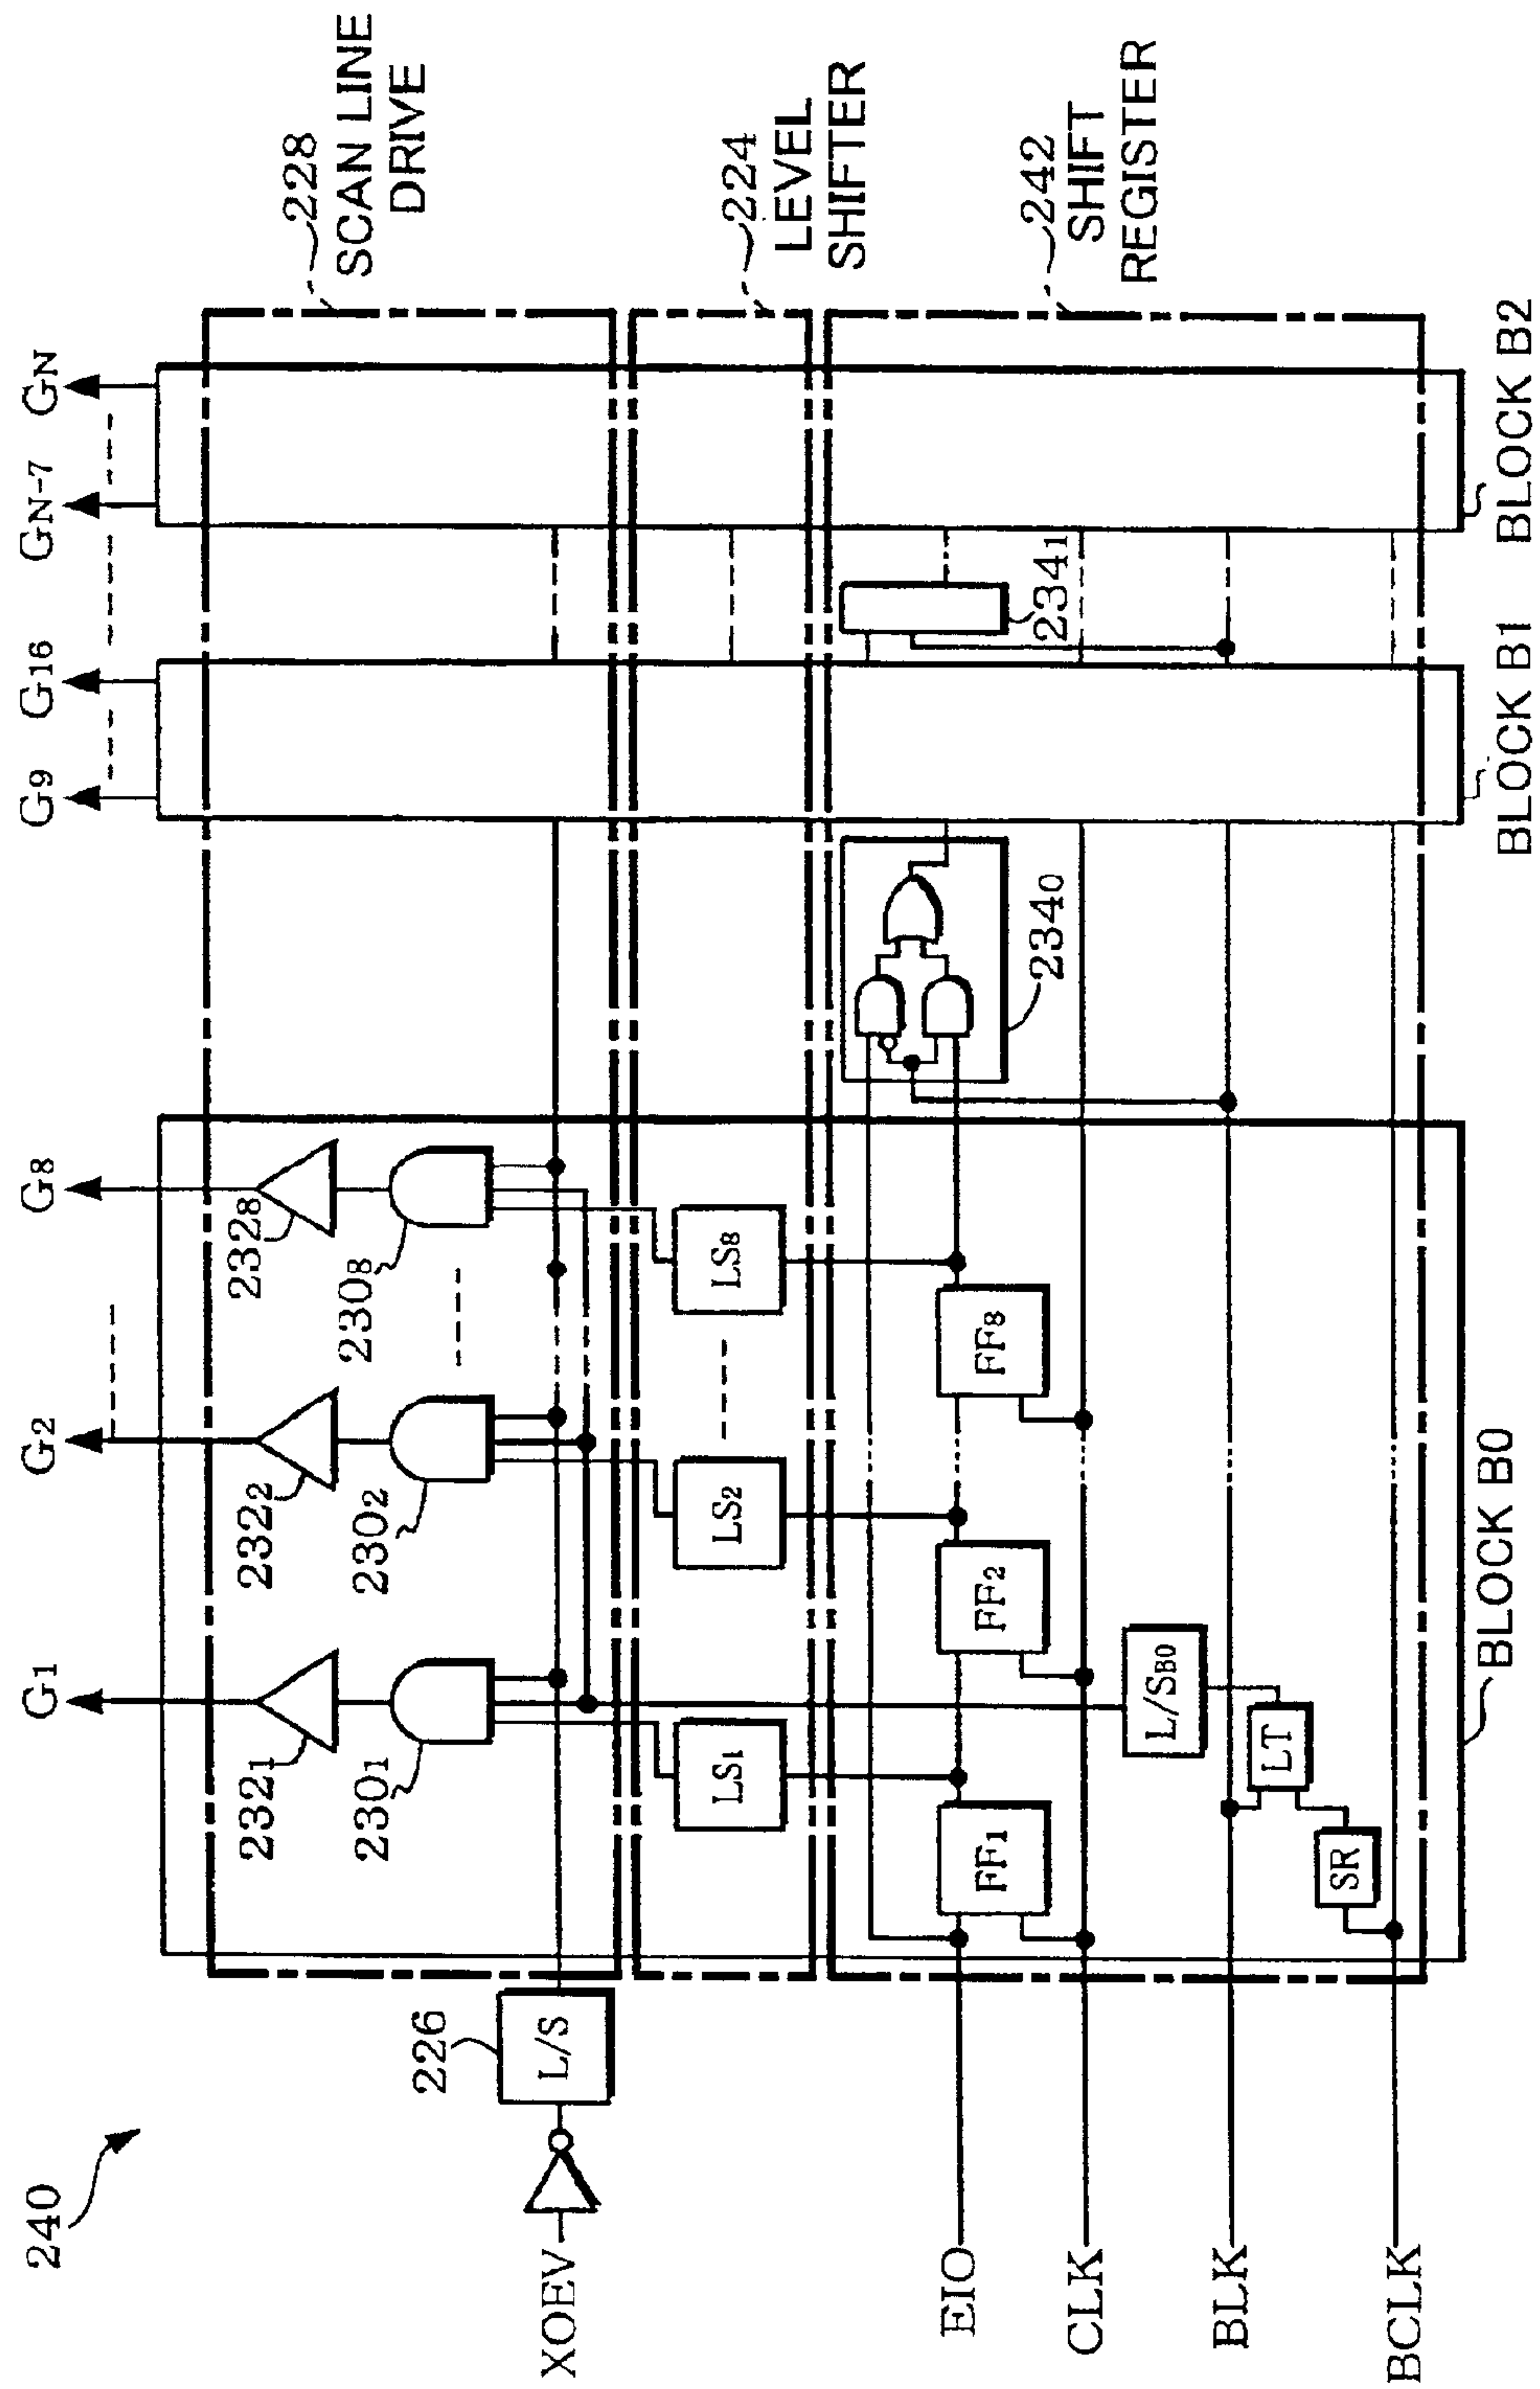 240
G1
G2
G8
G9
G16
GN-7
GN
2321
2322
2328
2301
2302
2308
228
SCAN LINE
DRIVE
XOEV
226
L/S
LS1
LS2
LS8
224
LEVEL
SHIFTER
EIO
CLK
BLK
BCLK
FF1
FF2
FF8
2340
2341
242
SHIFT
REGISTER
L/SB0
LT
SR
BLOCK B0
BLOCK B1
BLOCK B2